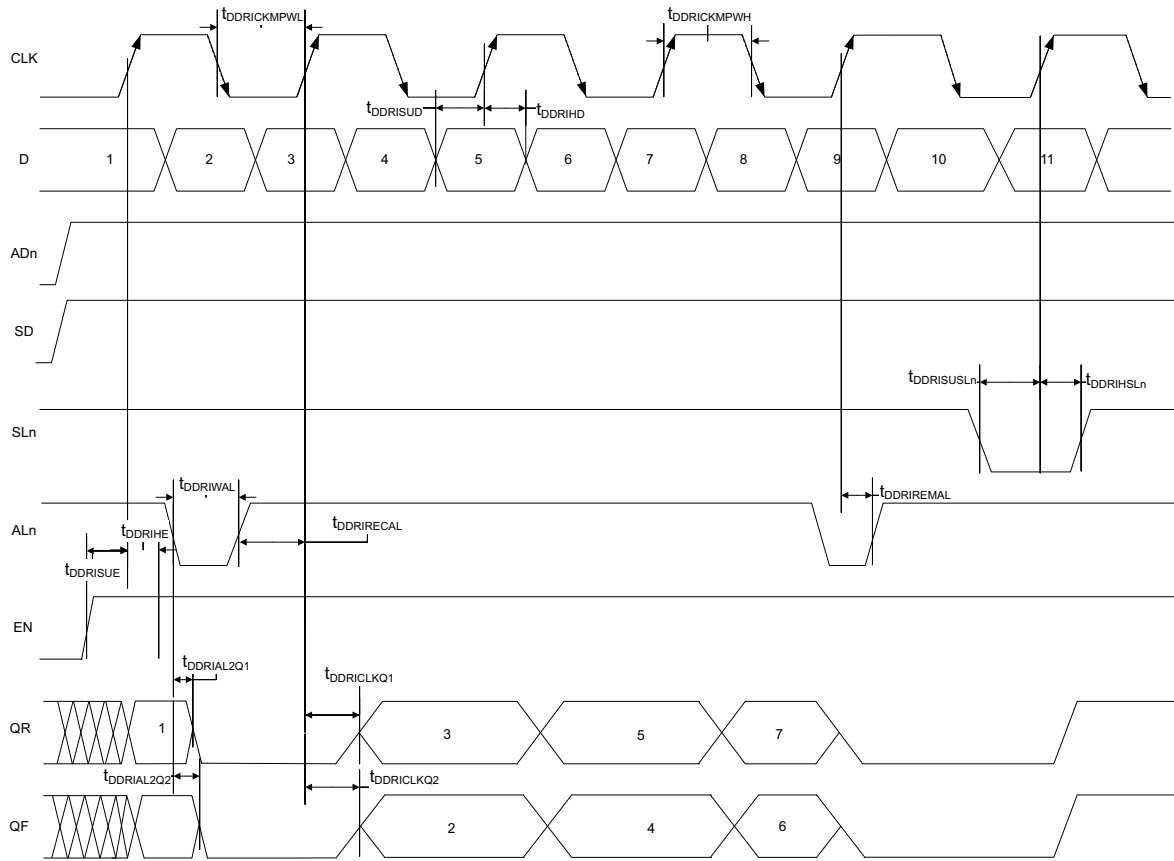 tDDRICKMPWL
tDDRICKMPWH
CLK
tDDRISUD
tDDRIHD
D
1
2
3
4
5
6
7
8
9
10
11
ADn
SD
tDDRISUSLn
tDDRIHSLn
SLn
tDDRIWAL
ALn
tDDRIHE
tDDRIRECAL
tDDRIREMAL
tDDRISUE
EN
tDDRIAL2Q1
tDDRICLKQ1
QR
1
3
5
7
tDDRIAL2Q2
tDDRICLKQ2
QF
2
4
6